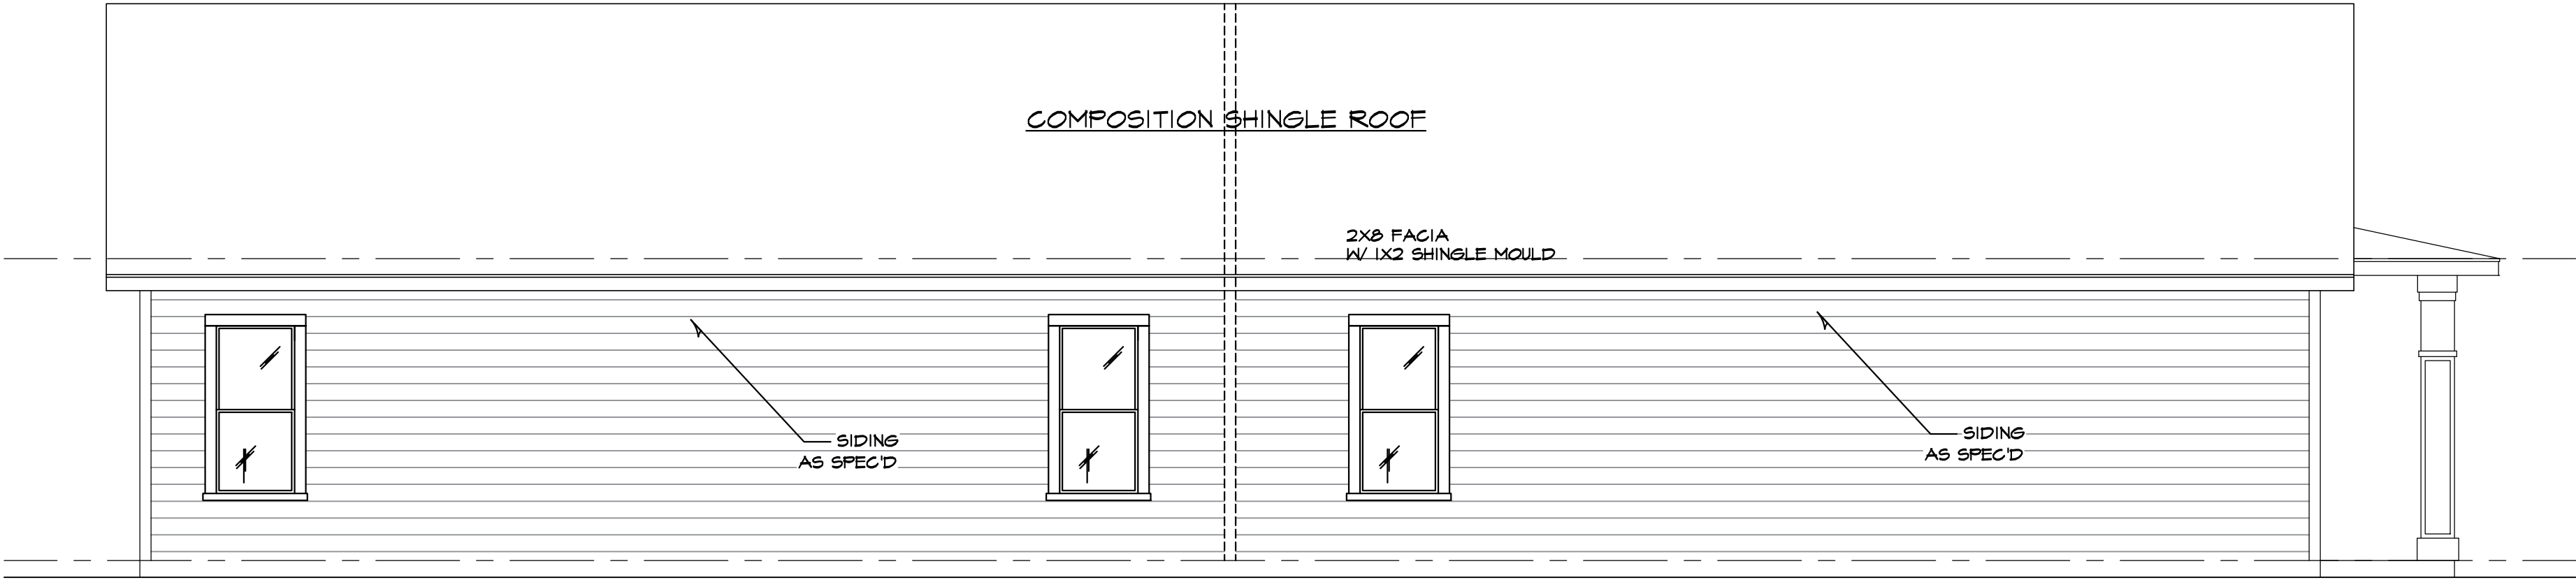 COMPOSITION SHINGLE ROOF
2X8 FACIA
W/ 1X2 SHINGLE MOULD
SIDING
AS SPEC'D
SIDING
AS SPEC'D